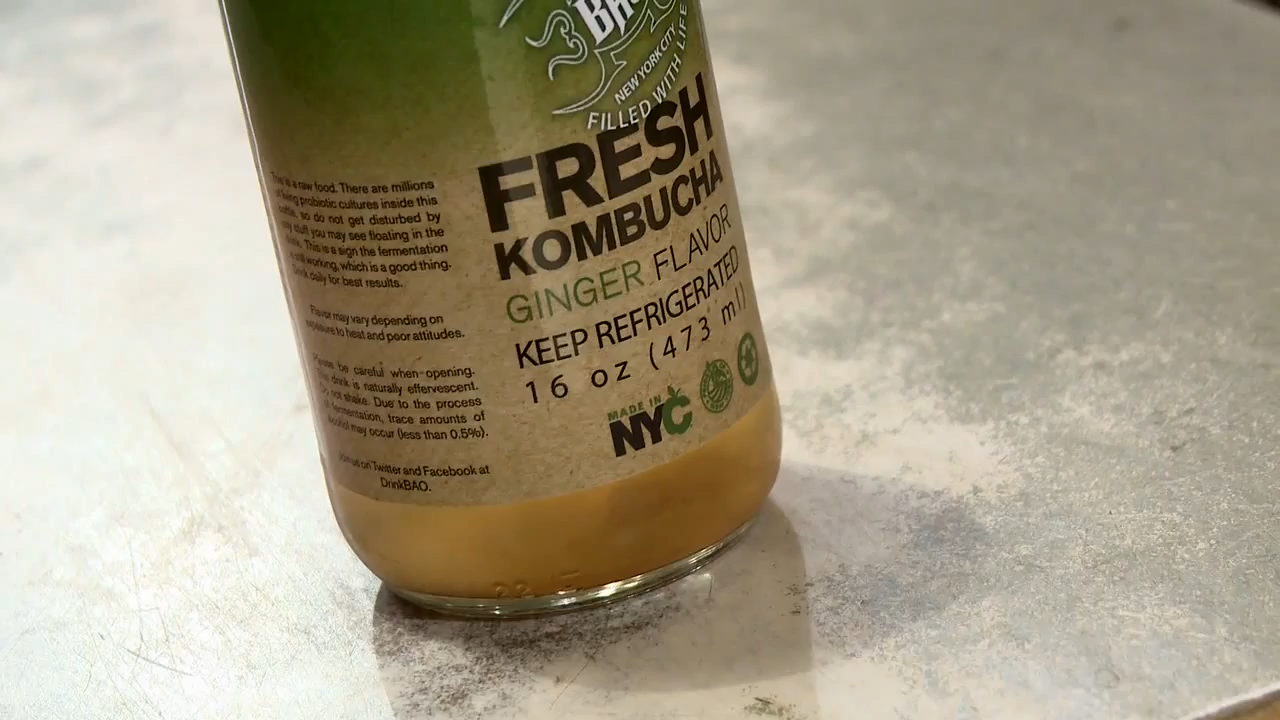 NEW YORK CITY
FILLED WITH LIFE
FRESH
KOMBUCHA
GINGER FLAVOR
KEEP REFRIGERATED
16 oz (473 ml)
MADE IN
NYC
This is a raw food. There are millions
of living probiotic cultures inside this
bottle, so do not get disturbed by
any stuff you may see floating in the
drink. This is a sign the fermentation
is still working, which is a good thing.
Drink daily for best results.
Flavor may vary depending on
exposure to heat and poor attitudes.
Please be careful when opening.
This drink is naturally effervescent.
Do not shake. Due to the process
of fermentation, trace amounts of
alcohol may occur (less than 0.5%).
Join us on Twitter and Facebook at
DrinkBAO.